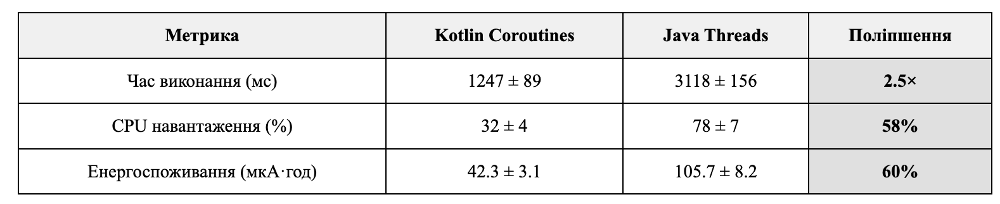 Метрика Kotlin Coroutines Java Threads Поліпшення
Час виконання (мс) 1247 ± 89 3118 ± 156 2.5×
CPU навантаження (%) 32 ± 4 78 ± 7 58%
Енергоспоживання (мкА·год) 42.3 ± 3.1 105.7 ± 8.2 60%